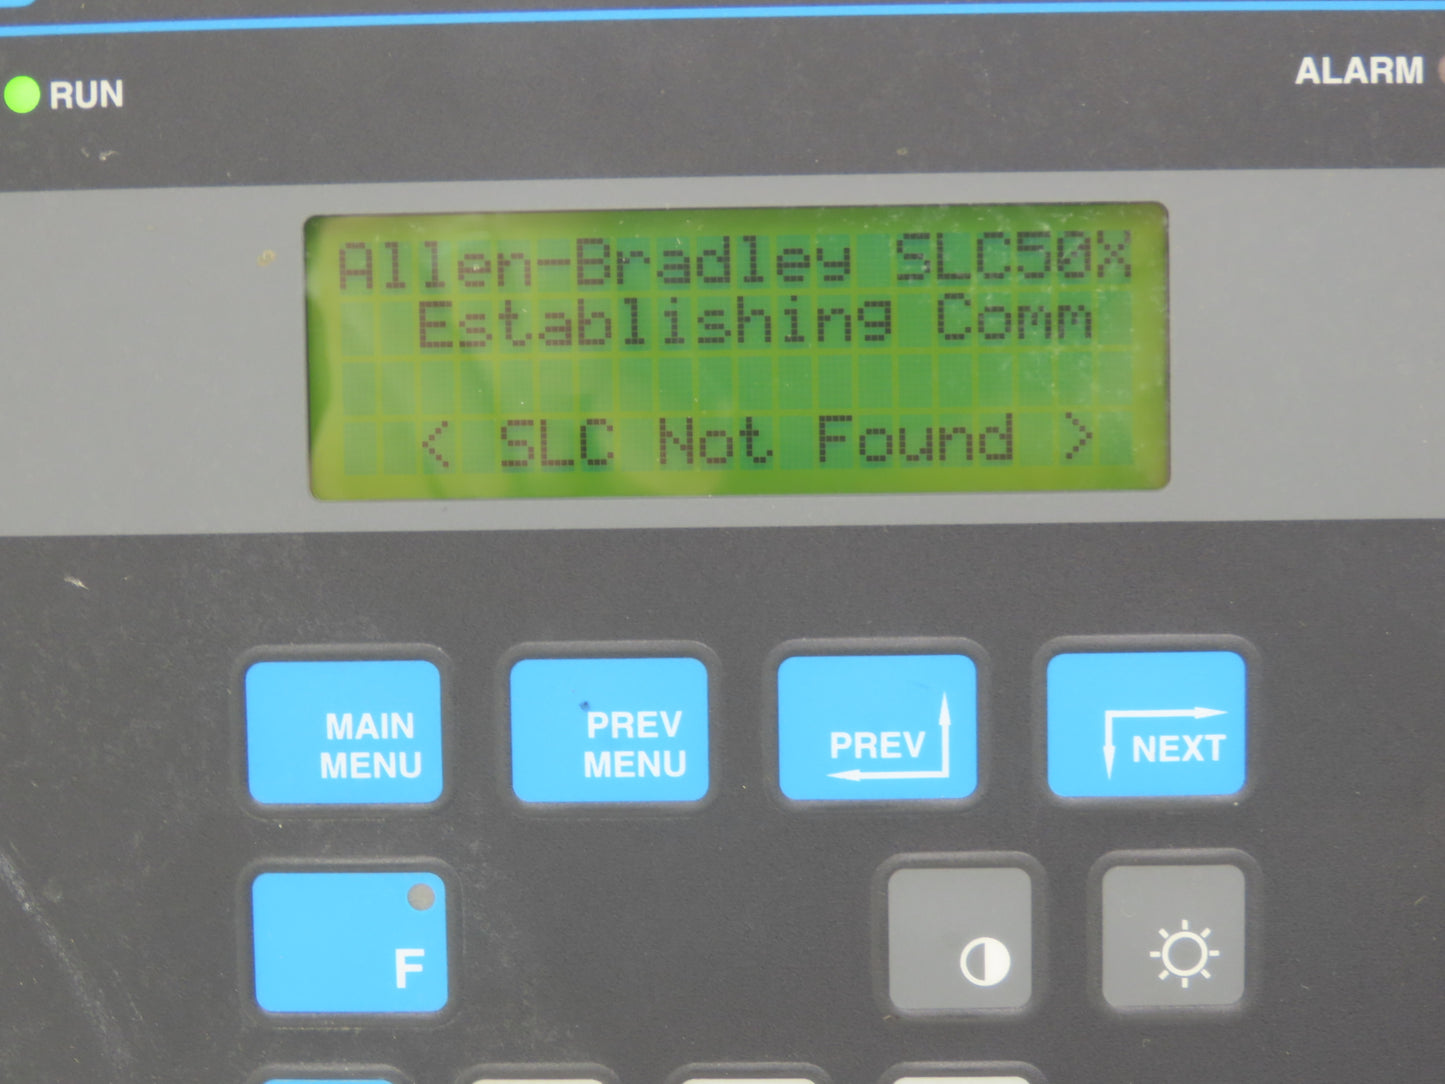 RUN
ALARM
Allen-Bradley SLC50X
Establishing Comm
< SLC Not Found >
MAIN
MENU
PREV
MENU
PREV
NEXT
F